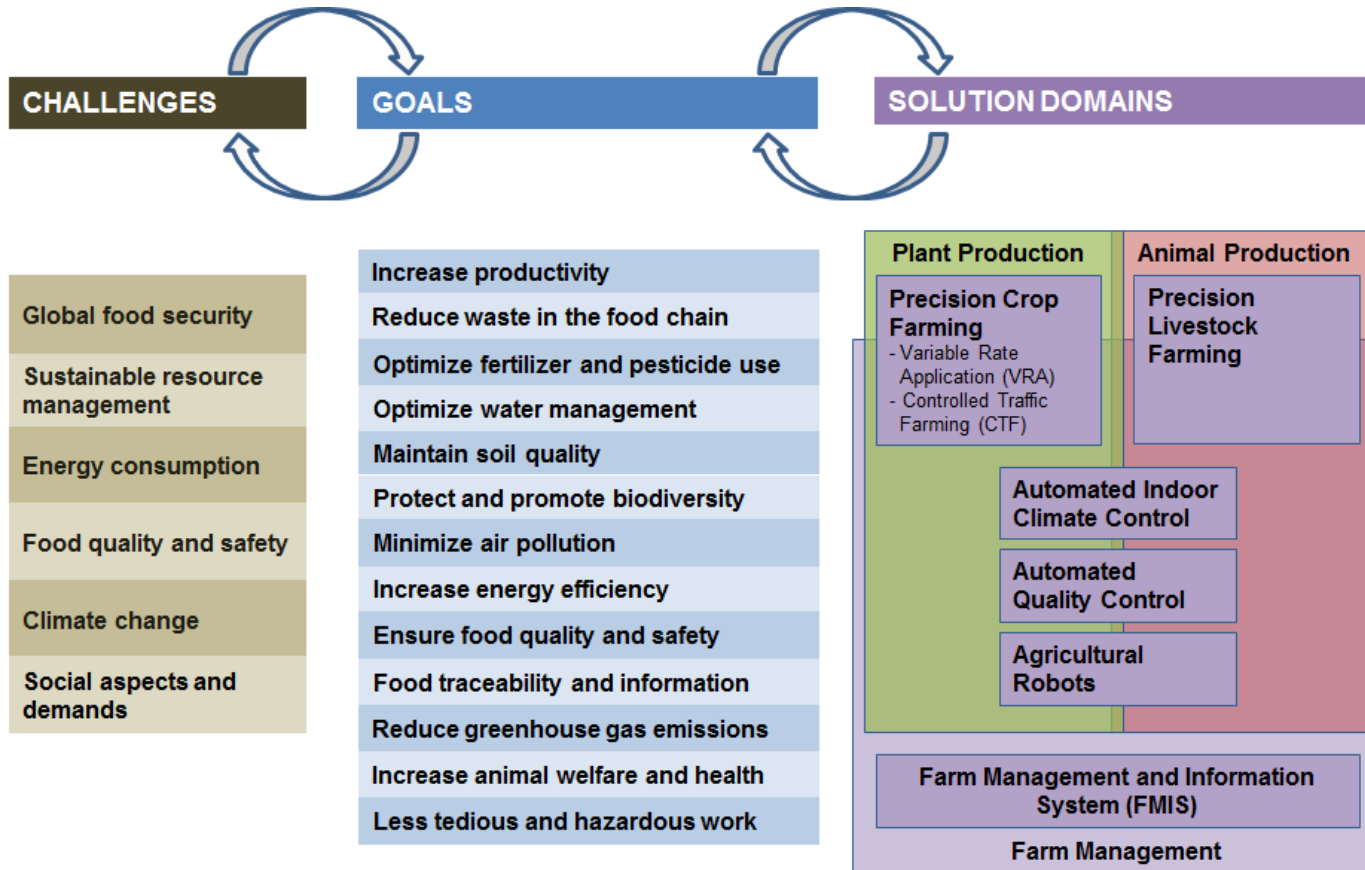 CHALLENGES
GOALS
SOLUTION DOMAINS
Global food security
Sustainable resource
management
Energy consumption
Food quality and safety
Climate change
Social aspects and
demands
Increase productivity
Reduce waste in the food chain
Optimize fertilizer and pesticide use
Optimize water management
Maintain soil quality
Protect and promote biodiversity
Minimize air pollution
Increase energy efficiency
Ensure food quality and safety
Food traceability and information
Reduce greenhouse gas emissions
Increase animal welfare and health
Less tedious and hazardous work
Plant Production
Precision Crop
Farming
- Variable Rate
Application (VRA)
- Controlled Traffic
Farming (CTF)
Animal Production
Precision
Livestock
Farming
Automated Indoor
Climate Control
Automated
Quality Control
Agricultural
Robots
Farm Management and Information
System (FMIS)
Farm Management